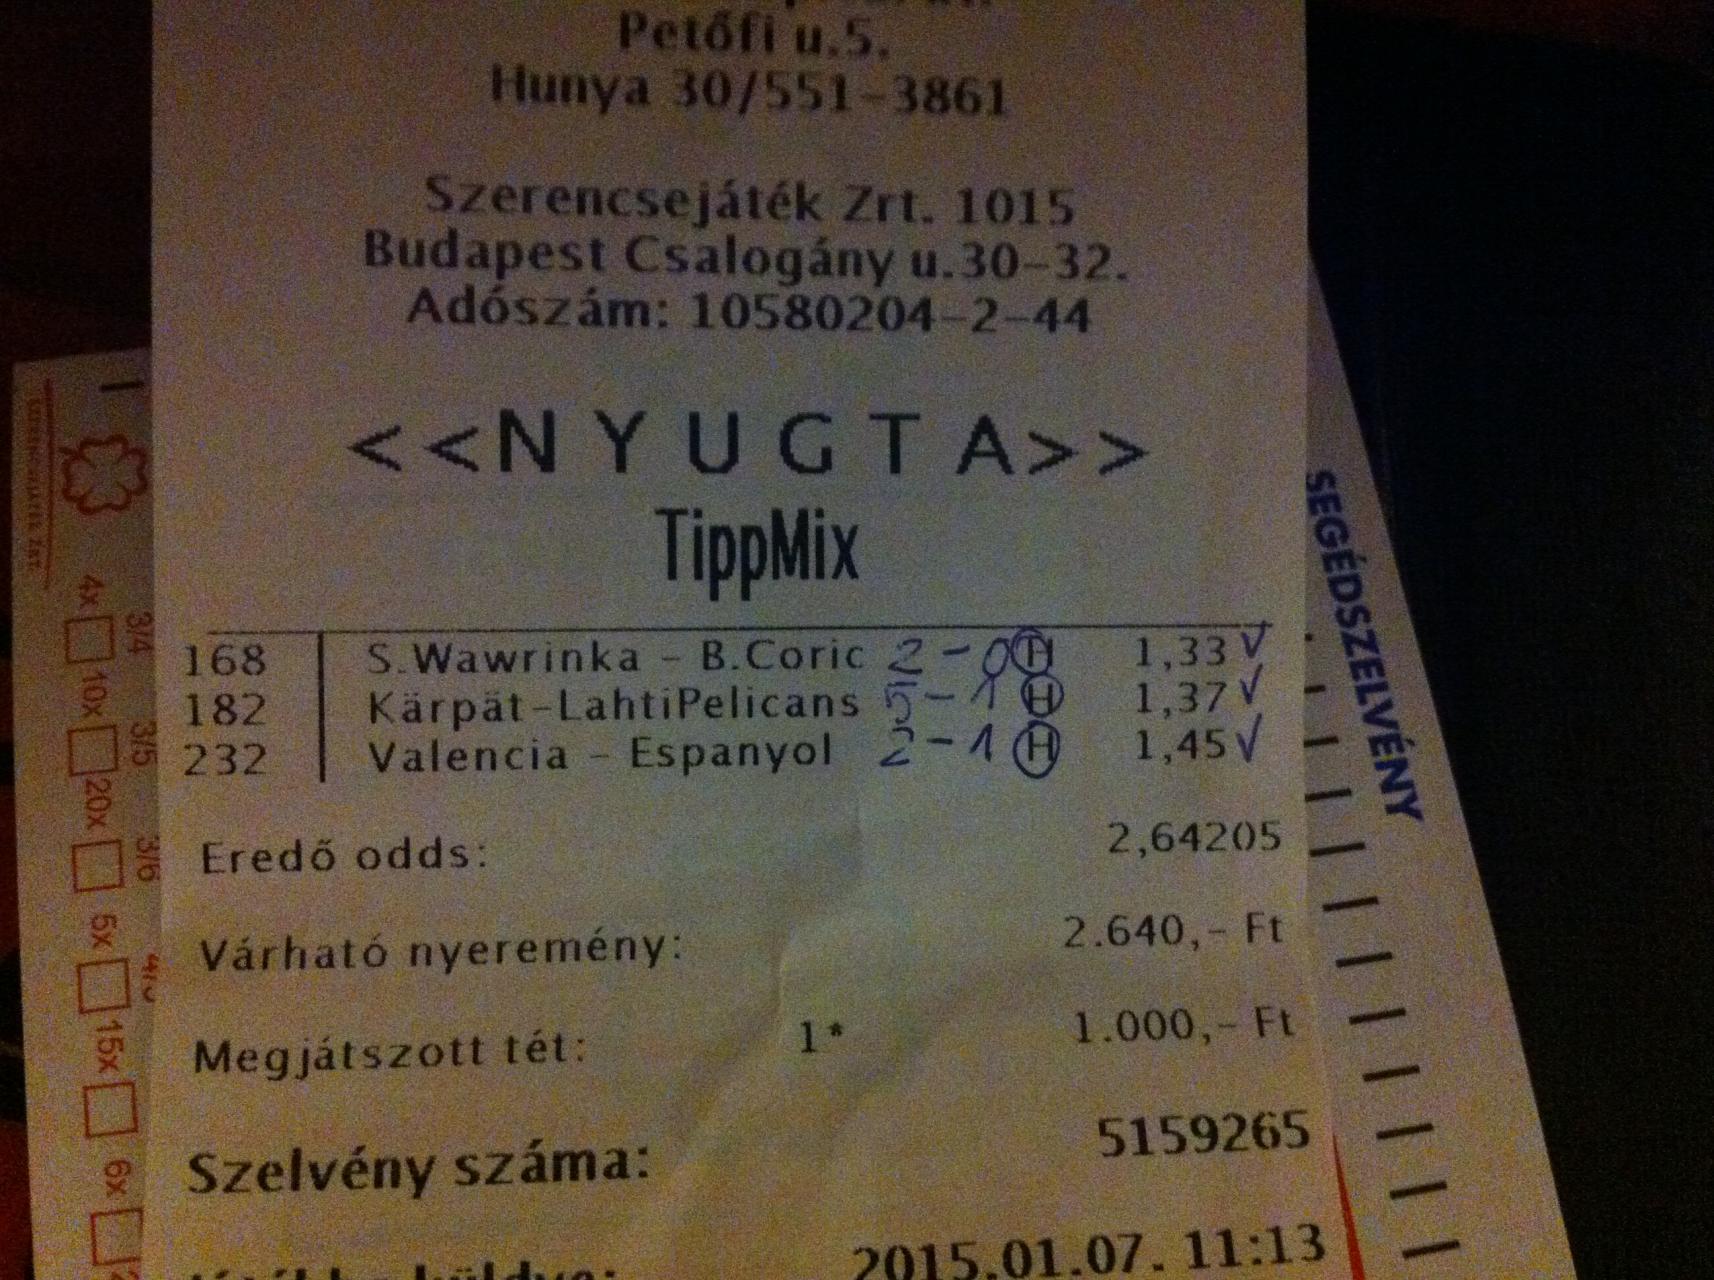 Petőfi u.5.
Hunya 30/551-3861
Szerencsejáték Zrt. 1015
Budapest Csalogány u.30-32.
Adószám: 10580204-2-44
<<NYUGTA>>
TippMix
168 S.Wawrinka - B.Coric 2-0 H 1,33 ✓
182 Kärpät-LahtiPelicans 5-1 H 1,37 ✓
232 Valencia - Espanyol 2-1 H 1,45 ✓
Eredő odds: 2,64205
Várható nyeremény: 2.640,- Ft
Megjátszott tét: 1* 1.000,- Ft
Szelvény száma: 5159265
2015.01.07. 11:13
SEGÉDSZELVÉNY
SZERENCSEJÁTÉK Zrt.
3/4
4x
10x
3/5
20x
3/6
5x
15x
6x